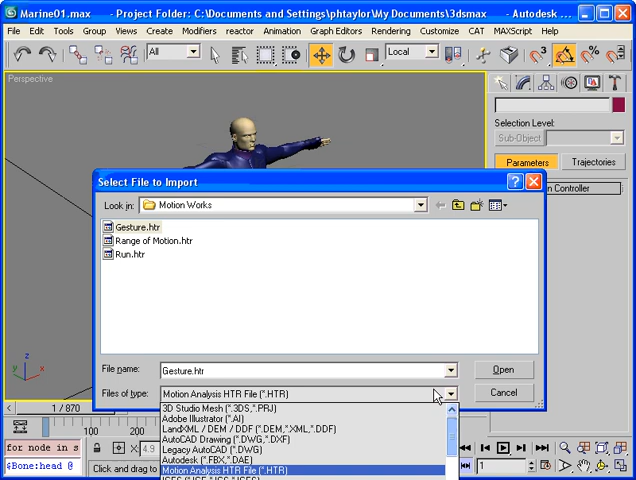 Marine01.max - Project Folder: C:\Documents and Settings\phtaylor\My Documents\3dsmax - Autodesk
File Edit Tools Group Views Create Modifiers reactor Animation Graph Editors Rendering Customize CAT MAXScript Help
All Local
Perspective
Selection Level:
Sub-Object
Parameters Trajectories
on Controller
Select File to Import
Look in: Motion Works
Gesture.htr
Range of Motion.htr
Run.htr
File name: Gesture.htr Open
Files of type: Motion Analysis HTR File (*.HTR) Cancel
3D Studio Mesh (*.3DS,*.PRJ)
Adobe Illustrator (*.AI)
LandXML / DEM / DDF (*.DEM,*.XML,*.DDF)
AutoCAD Drawing (*.DWG,*.DXF)
Legacy AutoCAD (*.DWG)
Autodesk (*.FBX,*.DAE)
Motion Analysis HTR File (*.HTR)
z
x
y
1 / 870
100
800
for node in s
$Bone:head @
4.9
Click and drag to
1